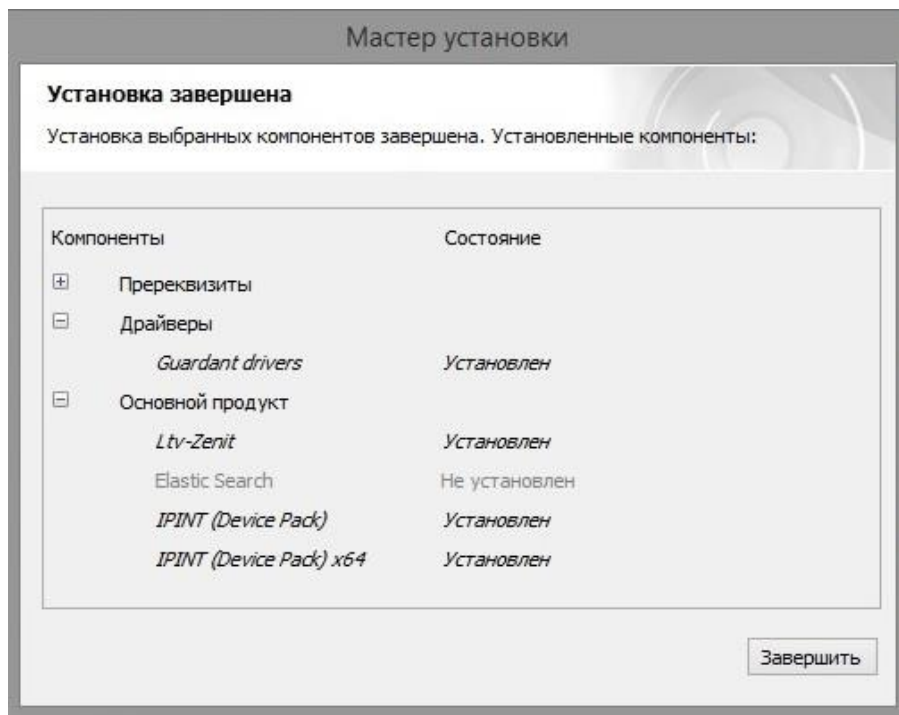 Мастер установки
Установка завершена
Установка выбранных компонентов завершена. Установленные компоненты:
Компоненты Состояние
Пререквизиты
Драйверы
Guardant drivers Установлен
Основной продукт
Ltv-Zenit Установлен
Elastic Search Не установлен
IPINT (Device Pack) Установлен
IPINT (Device Pack) x64 Установлен
Завершить